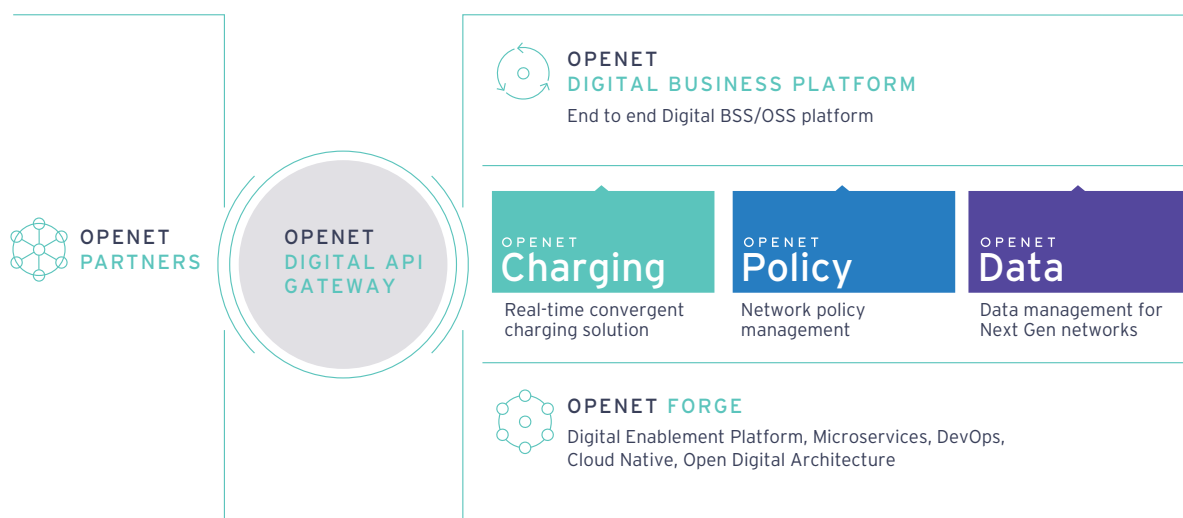 OPENET
PARTNERS
OPENET
DIGITAL API
GATEWAY
OPENET
DIGITAL BUSINESS PLATFORM
End to end Digital BSS/OSS platform
OPENET
Charging
Real-time convergent
charging solution
OPENET
Policy
Network policy
management
OPENET
Data
Data management for
Next Gen networks
OPENET FORGE
Digital Enablement Platform, Microservices, DevOps,
Cloud Native, Open Digital Architecture